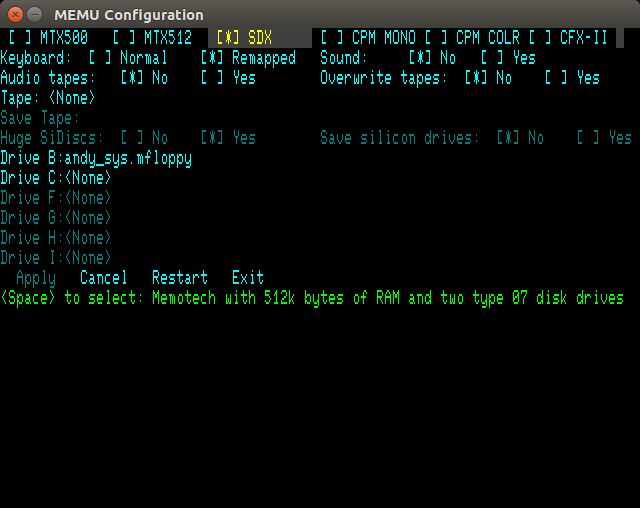 MEMU Configuration
[ ] MTX500 [ ] MTX512 [*] SDX [ ] CPM MONO [ ] CPM COLR [ ] CFX-II
Keyboard: [ ] Normal [*] Remapped Sound: [*] No [ ] Yes
Audio tapes: [*] No [ ] Yes Overwrite tapes: [*] No [ ] Yes
Tape: <None>
Save Tape:
Huge SiDiscs: [ ] No [*] Yes Save silicon drives: [*] No [ ] Yes
Drive B:andy_sys.mfloppy
Drive C:<None>
Drive F:<None>
Drive G:<None>
Drive H:<None>
Drive I:<None>
Apply Cancel Restart Exit
<Space> to select: Memotech with 512k bytes of RAM and two type 07 disk drives